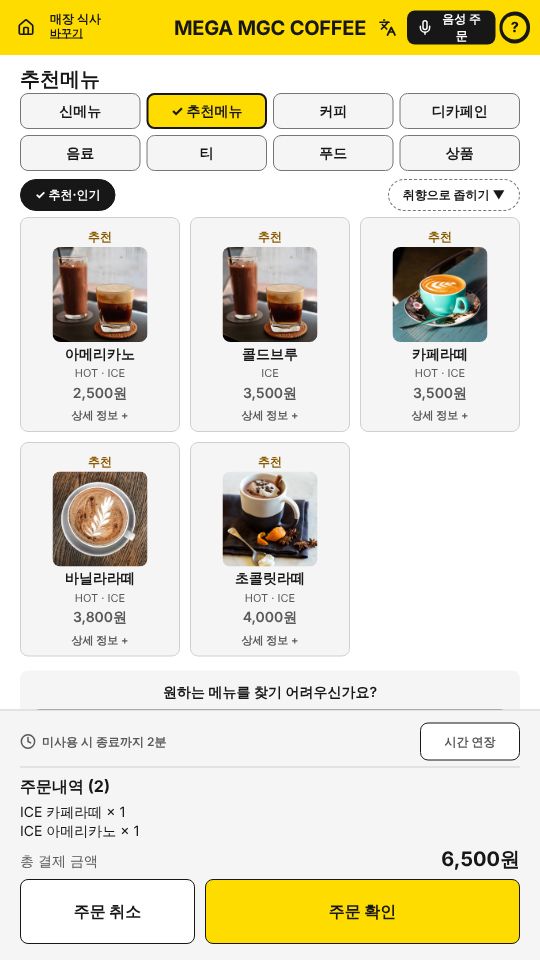 매장 식사
바꾸기
MEGA MGC COFFEE
음성 주
문
?
추천메뉴
신메뉴
✓ 추천메뉴
커피
디카페인
음료
티
푸드
상품
✓ 추천·인기
취향으로 좁히기 ▼
추천
아메리카노
HOT · ICE
2,500원
상세 정보 +
추천
콜드브루
ICE
3,500원
상세 정보 +
추천
카페라떼
HOT · ICE
3,500원
상세 정보 +
추천
바닐라라떼
HOT · ICE
3,800원
상세 정보 +
추천
초콜릿라떼
HOT · ICE
4,000원
상세 정보 +
원하는 메뉴를 찾기 어려우신가요?
미사용 시 종료까지 2분
시간 연장
주문내역 (2)
ICE 카페라떼 × 1
ICE 아메리카노 × 1
총 결제 금액
6,500원
주문 취소
주문 확인